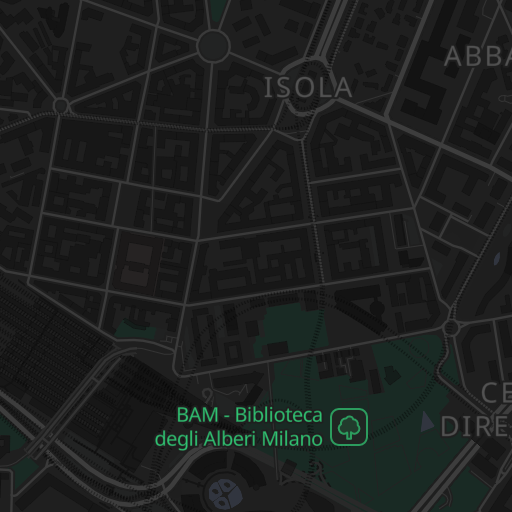 ABBA
ISOLA
CE
DIRE
BAM - Biblioteca
degli Alberi Milano